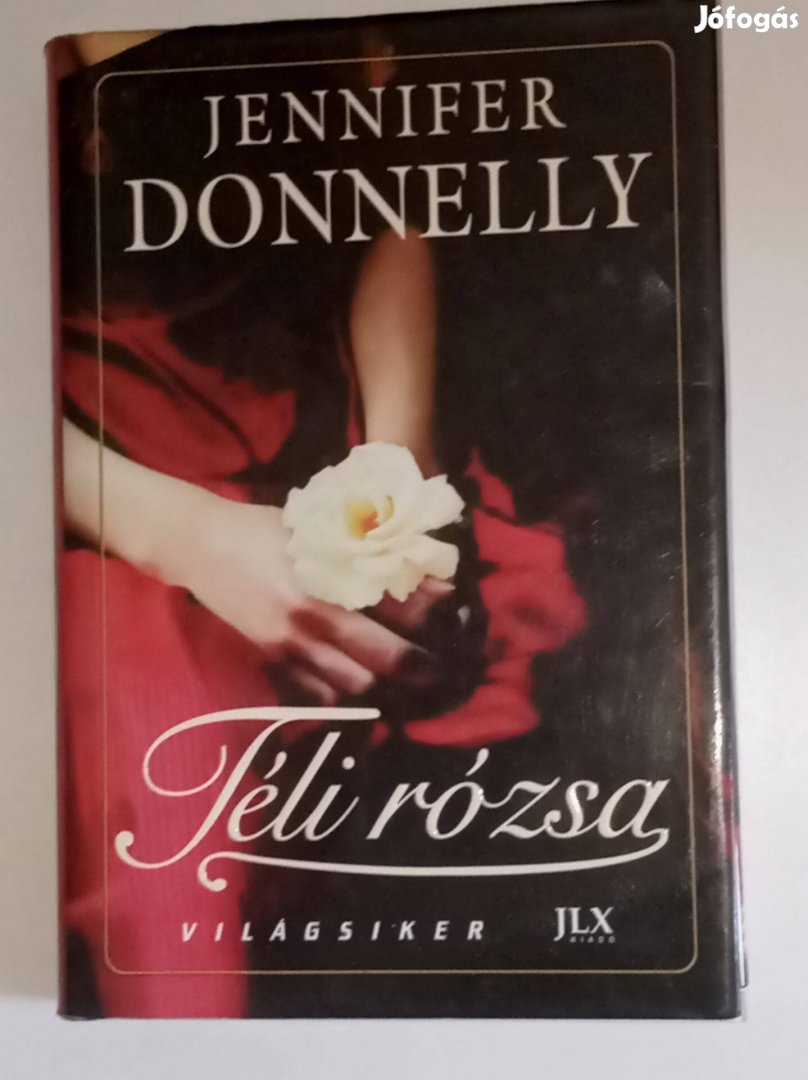 Jófogás
JENNIFER
DONNELLY
Téli rózsa
VILÁGSIKER
JLX
KIADÓ